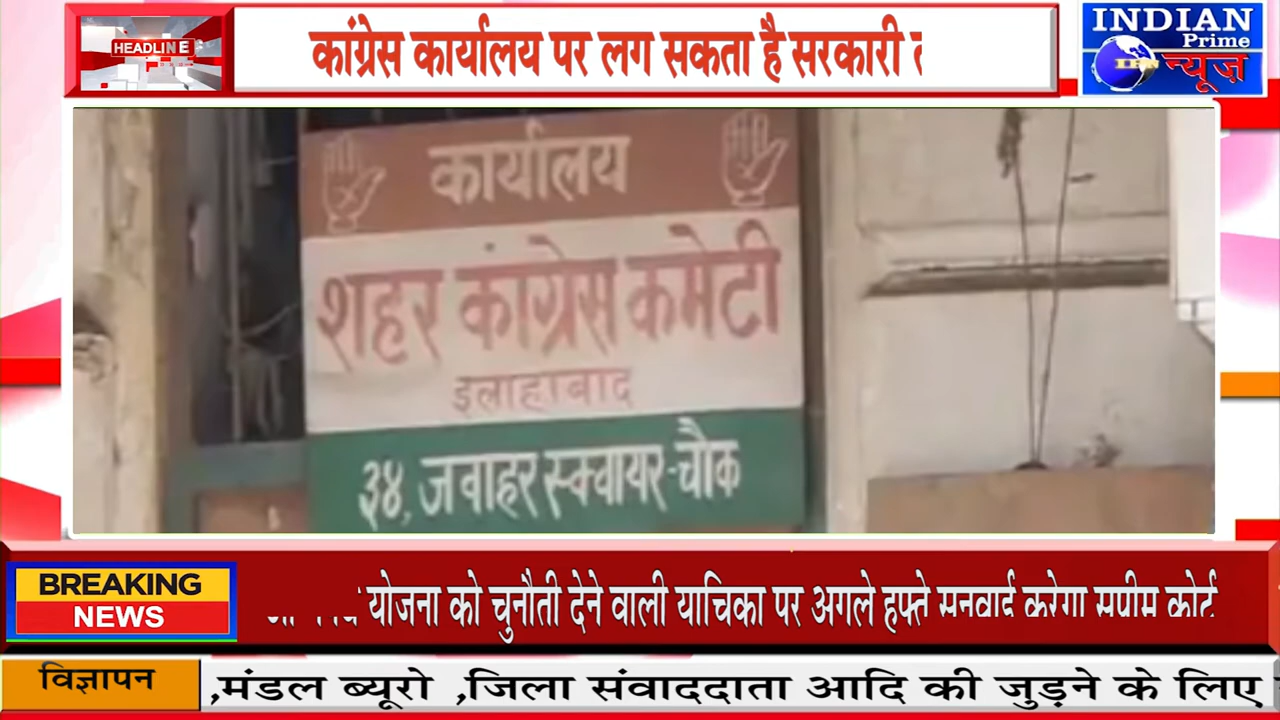 HEADLINE
कांग्रेस कार्यालय पर लग सकता है सरकारी
INDIAN
Prime
न्यूज़
कार्यालय
शहर कांग्रेस कमेटी
इलाहाबाद
३४, जवाहर स्क्वायर-चौक
BREAKING
NEWS
योजना को चुनौती देने वाली याचिका पर अगले हफ्ते सुनवाई करेगा सुप्रीम कोर्ट
विज्ञापन
,मंडल ब्यूरो ,जिला संवाददाता आदि की जुड़ने के लिए